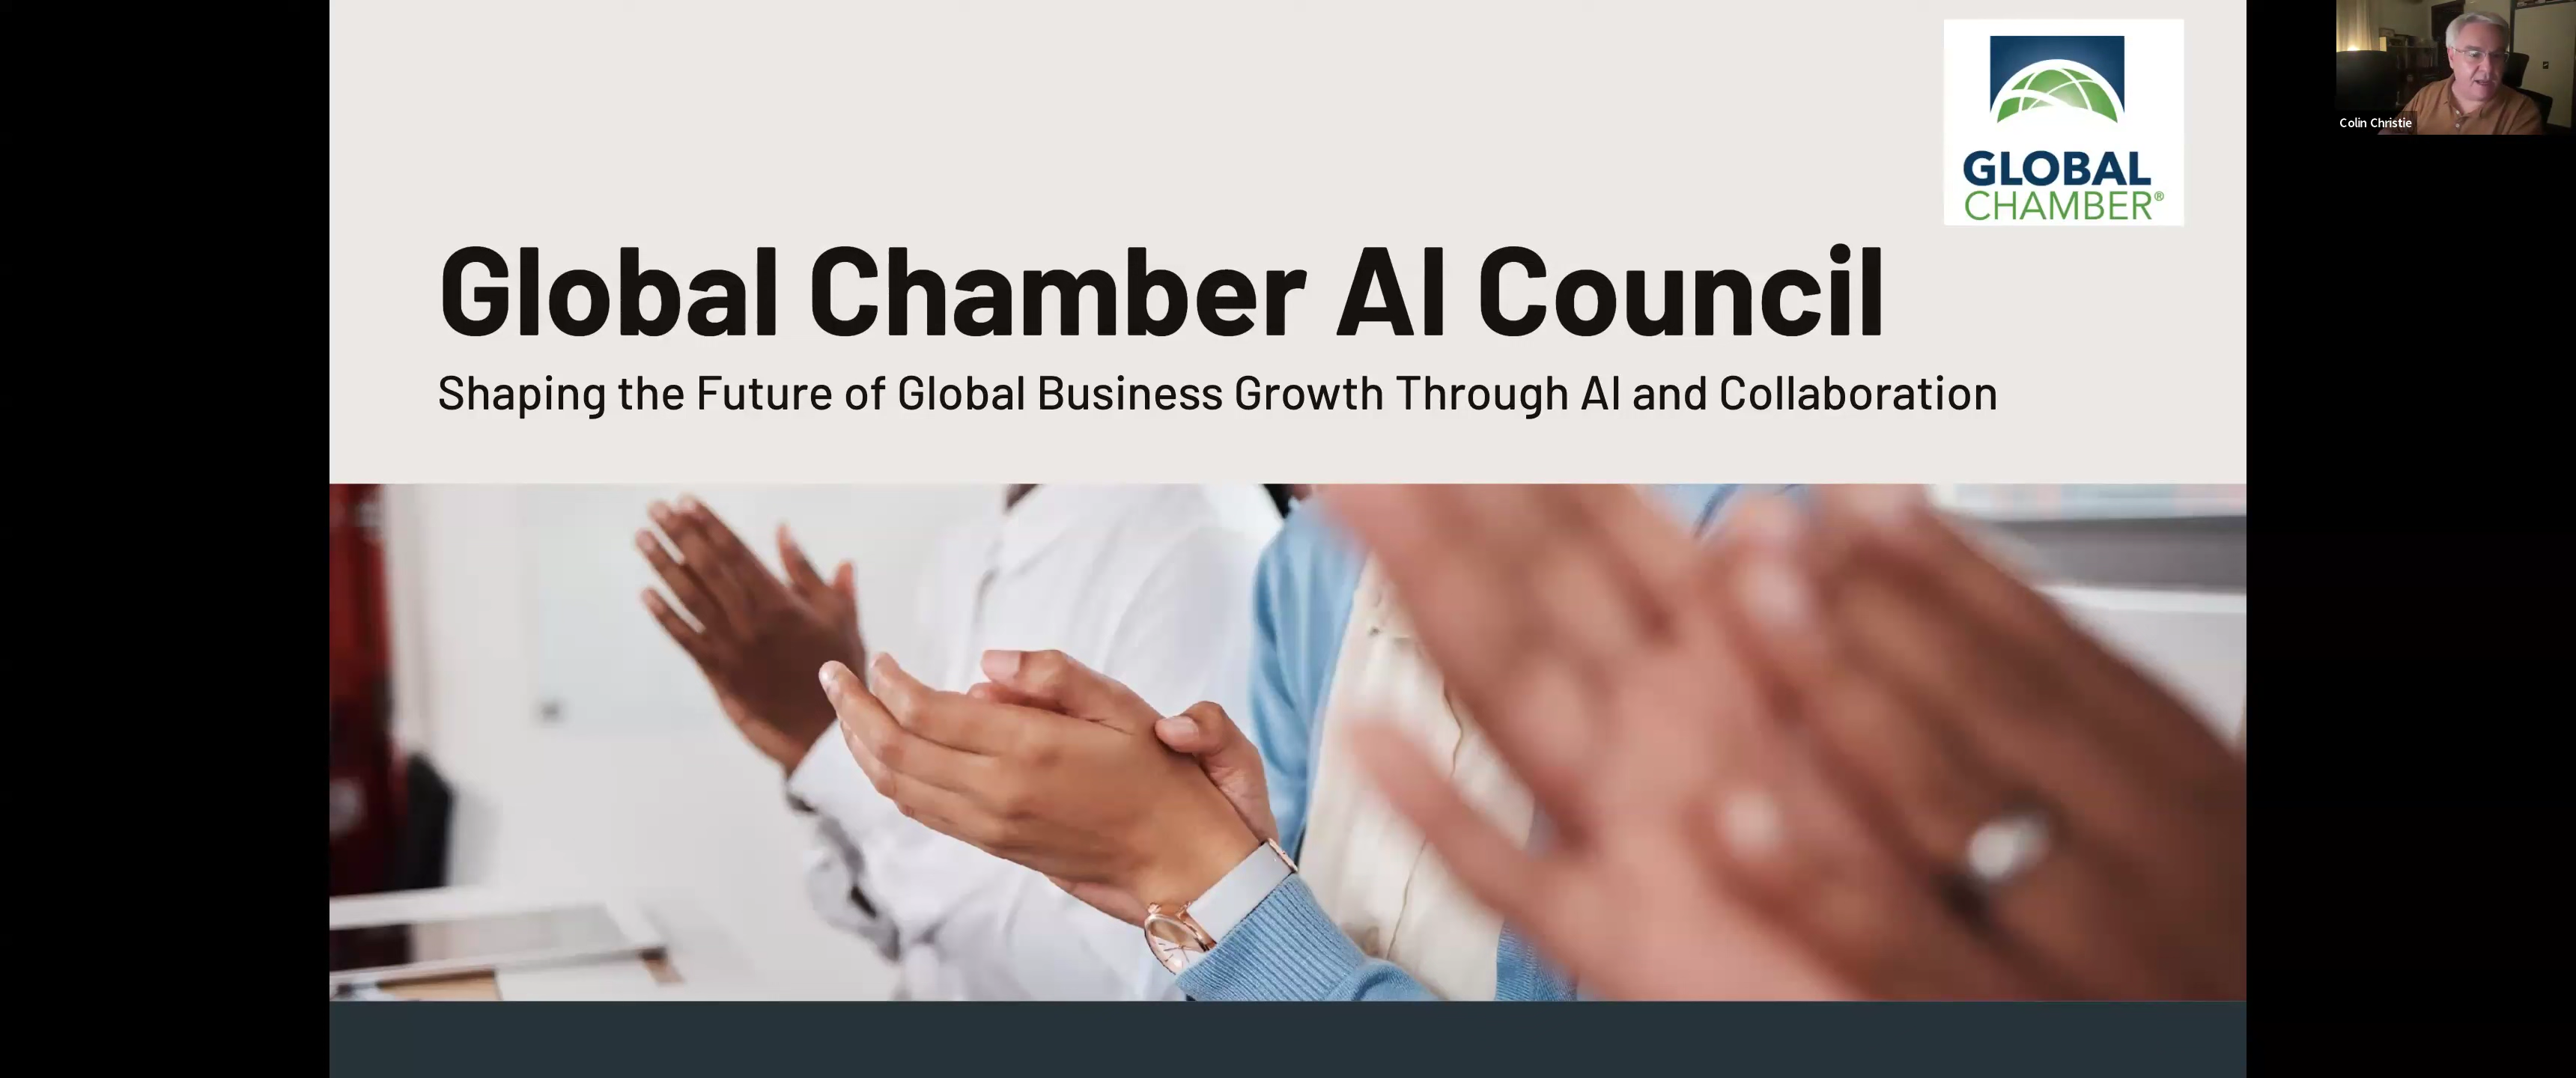 GLOBAL
CHAMBER®
Global Chamber AI Council
Shaping the Future of Global Business Growth Through AI and Collaboration
Colin Christie